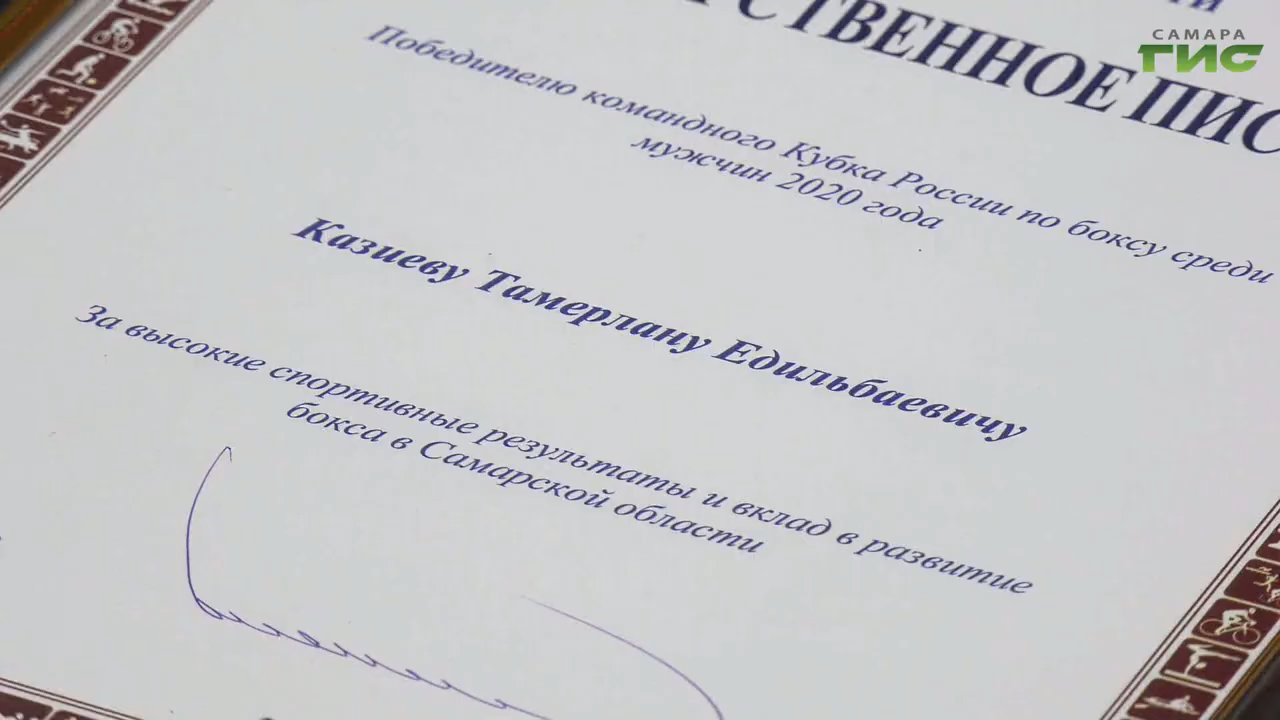 САМАРА
ГИС
СТВЕННОЕ ПИС
Победителю командного Кубка России по боксу среди
мужчин 2020 года
Казиеву Тамерлану Едильбаевичу
За высокие спортивные результаты и вклад в развитие
бокса в Самарской области